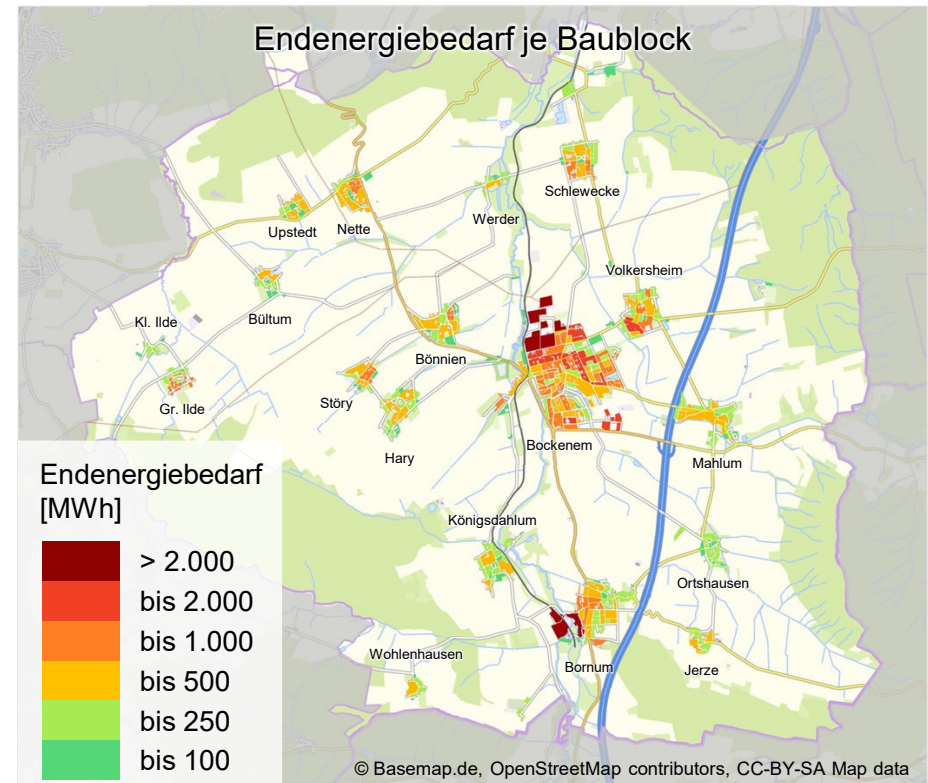 Endenergiebedarf je Baublock
Schlewecke
Werder
Upstedt
Nette
Volkersheim
Bültum
Kl. Ilde
Bönnien
Störy
Gr. Ilde
Hary
Bockenem
Mahlum
Königsdahlum
Ortshausen
Wohlenhausen
Bornum
Jerze
Endenergiebedarf
[MWh]
> 2.000
bis 2.000
bis 1.000
bis 500
bis 250
bis 100
© Basemap.de, OpenStreetMap contributors, CC-BY-SA Map data